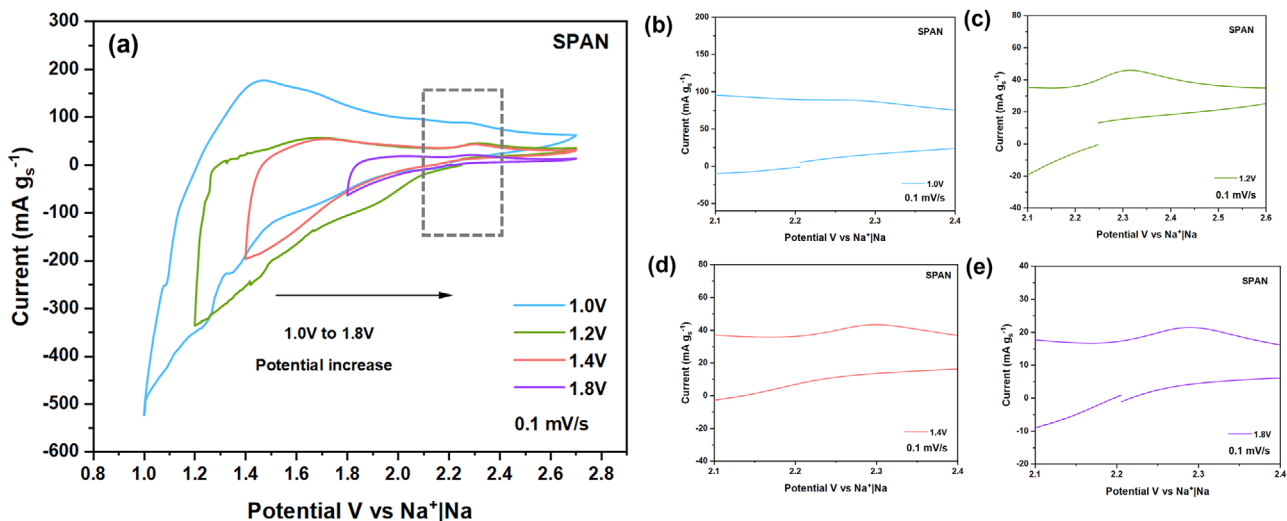 (a)
SPAN
300
200
100
0
-100
-200
-300
-400
-500
-600
Current (mA gs-1)
1.0V to 1.8V
Potential increase
1.0V
1.2V
1.4V
1.8V
0.1 mV/s
0.8 1.0 1.2 1.4 1.6 1.8 2.0 2.2 2.4 2.6 2.8
Potential V vs Na+|Na
(b)
SPAN
200
150
100
50
0
-50
Current (mA gs-1)
1.0V
0.1 mV/s
2.1 2.2 2.3 2.4
Potential V vs Na+|Na
(c)
SPAN
80
60
40
20
0
-20
-40
Current (mA gs-1)
1.2V
0.1 mV/s
2.1 2.2 2.3 2.4 2.5 2.6
Potential V vs Na+|Na
(d)
SPAN
80
60
40
20
0
-20
-40
Current (mA gs-1)
1.4V
0.1 mV/s
2.1 2.2 2.3 2.4
Potential V vs Na+|Na
(e)
SPAN
40
30
20
10
0
-10
-20
Current (mA gs-1)
1.8V
0.1 mV/s
2.1 2.2 2.3 2.4
Potential V vs Na+|Na